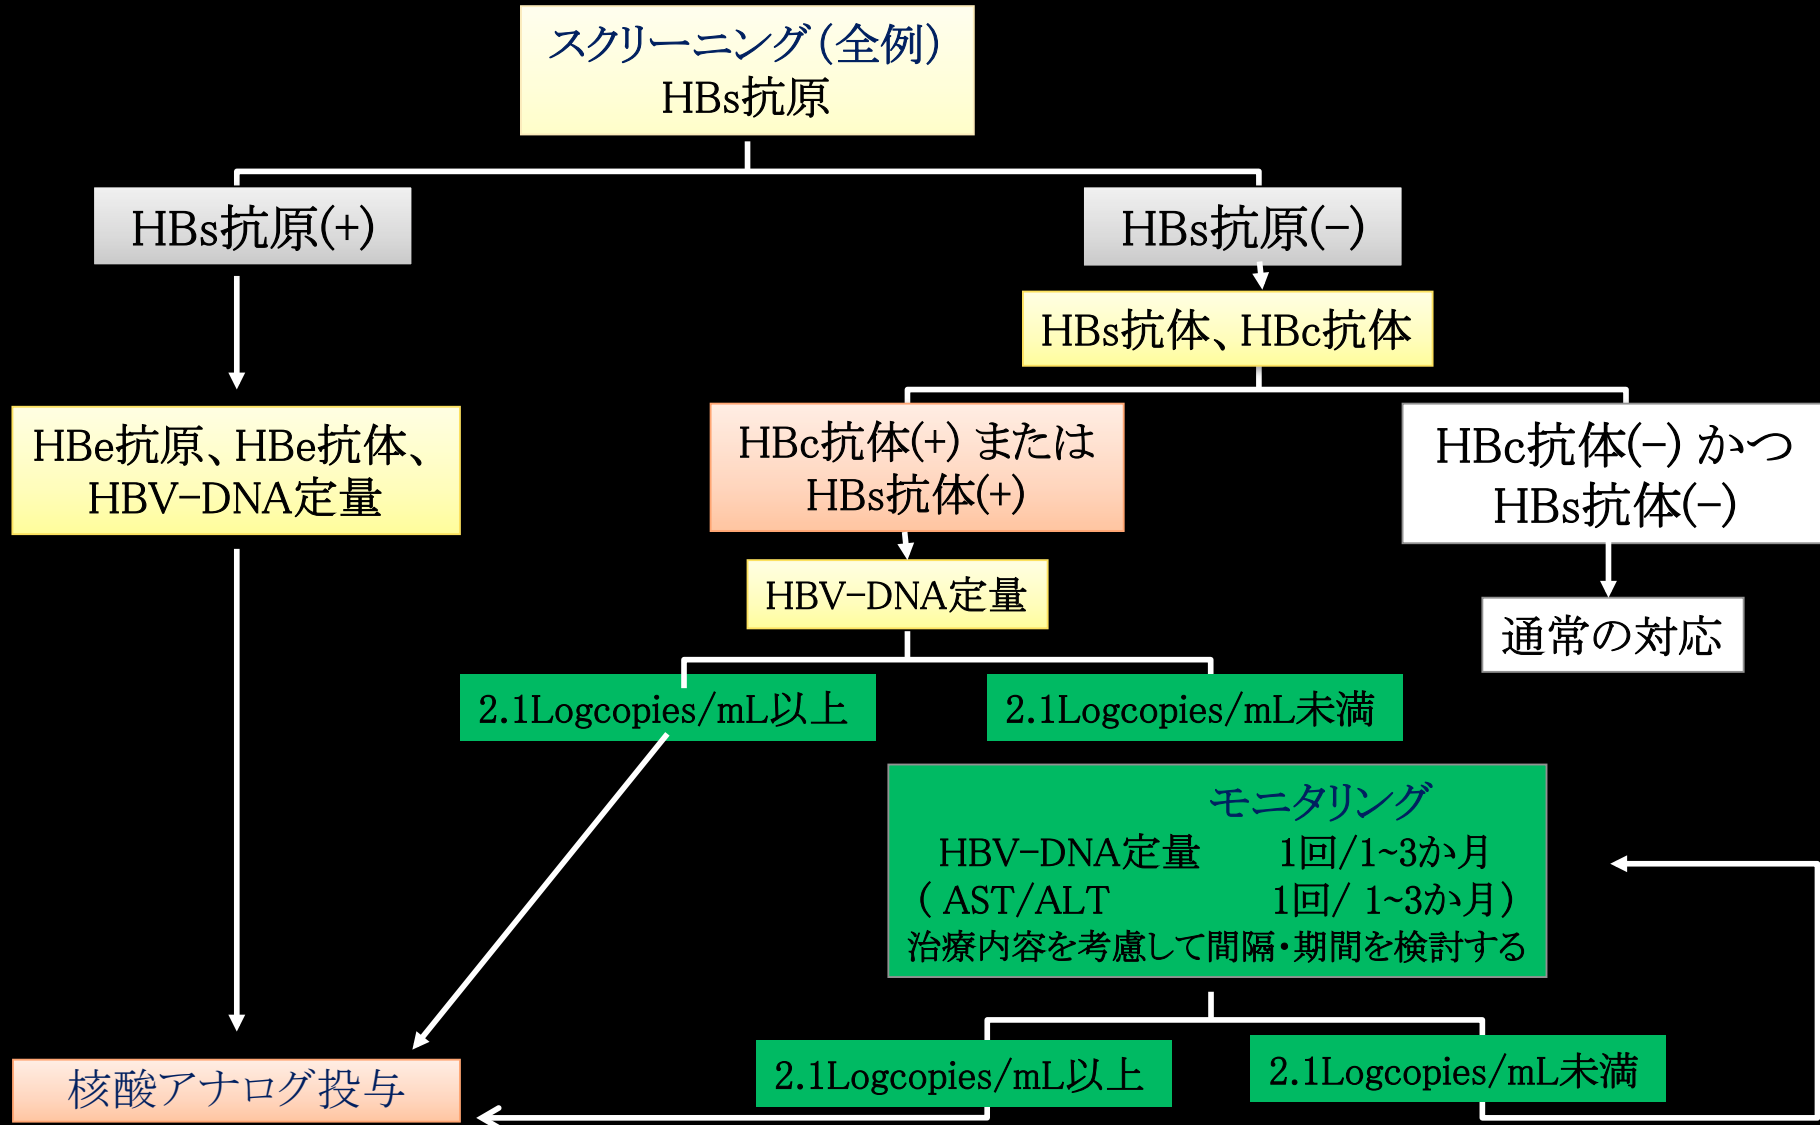 スクリーニング（全例）
HBs抗原
HBs抗原(+)
HBs抗原(-)
HBs抗体、HBc抗体
HBe抗原、HBe抗体、
HBV-DNA定量
HBc抗体(+) または
HBs抗体(+)
HBc抗体(-) かつ
HBs抗体(-)
HBV-DNA定量
通常の対応
2.1Logcopies/mL以上
2.1Logcopies/mL未満
モニタリング
HBV-DNA定量 1回/1~3か月
（ AST/ALT 1回/ 1~3か月）
治療内容を考慮して間隔・期間を検討する
2.1Logcopies/mL以上
2.1Logcopies/mL未満
核酸アナログ投与